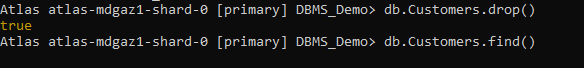 Atlas atlas-mdgaz1-shard-0 [primary] DBMS_Demo> db.Customers.drop()
true
Atlas atlas-mdgaz1-shard-0 [primary] DBMS_Demo> db.Customers.find()